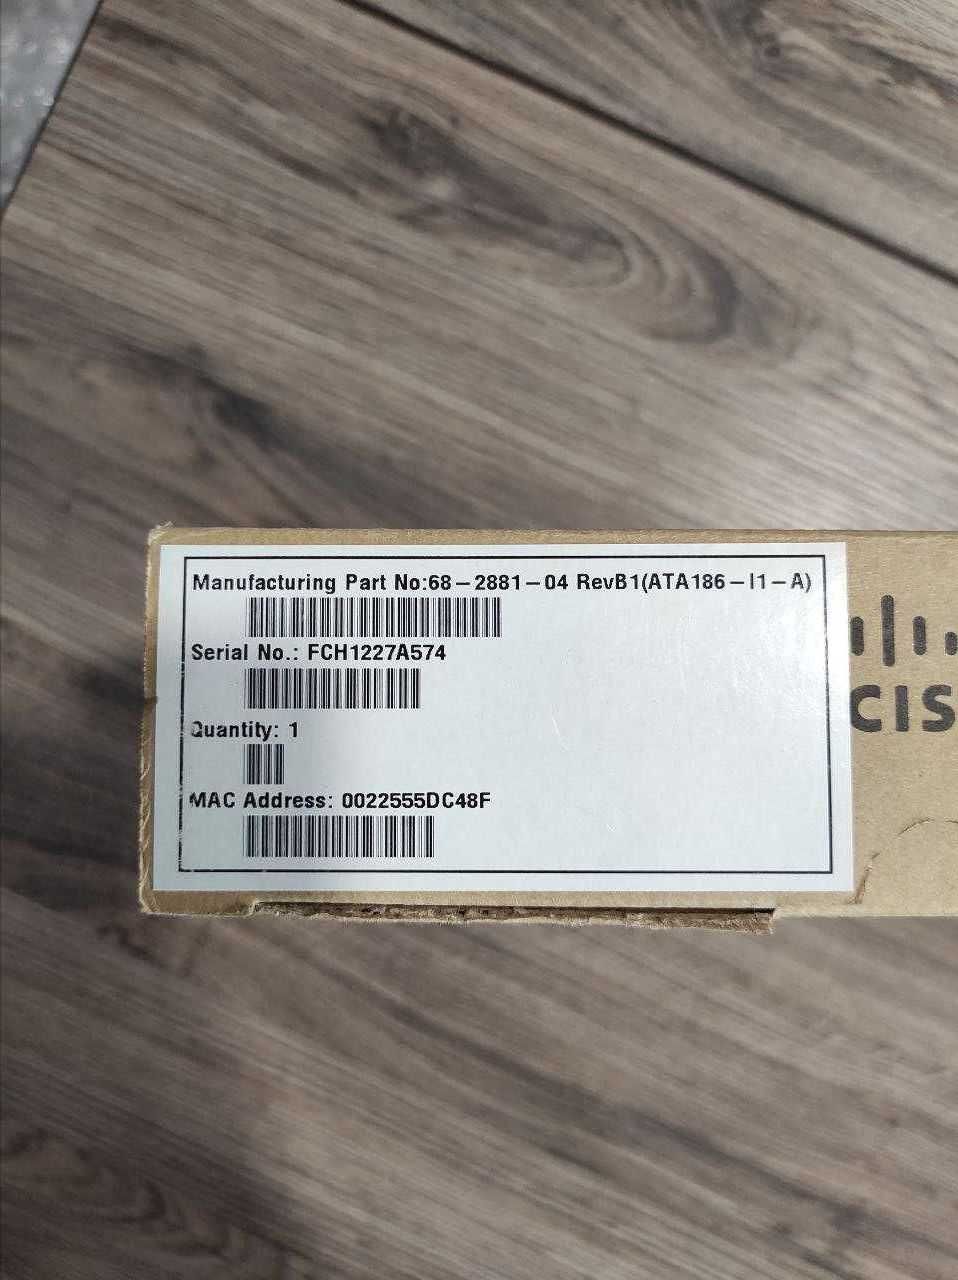 Manufacturing Part No:68-2881-04 RevB1(ATA186-I1-A)
Serial No.: FCH1227A574
Quantity: 1
MAC Address: 0022555DC48F
CIS